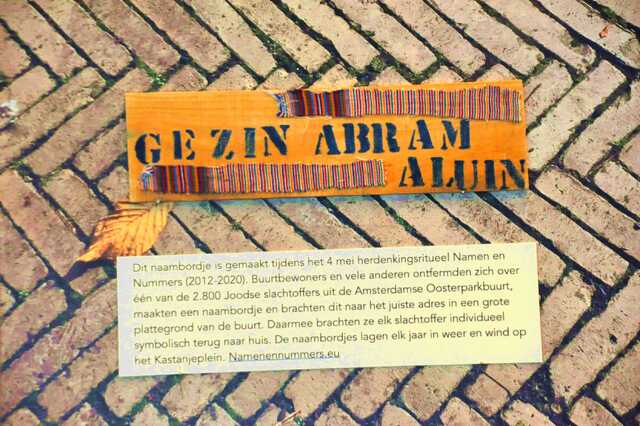 GEZIN ABRAM
ALUIN
Dit naambordje is gemaakt tijdens het 4 mei herdenkingsritueel Namen en
Nummers (2012-2020). Buurtbewoners en vele anderen ontfermden zich over
één van de 2.800 Joodse slachtoffers uit de Amsterdamse Oosterparkbuurt,
maakten een naambordje en brachten dit naar het juiste adres in een grote
plattegrond van de buurt. Daarmee brachten ze elk slachtoffer individueel
symbolisch terug naar huis. De naambordjes lagen elk jaar in weer en wind op
het Kastanjeplein. Namenennummers.eu